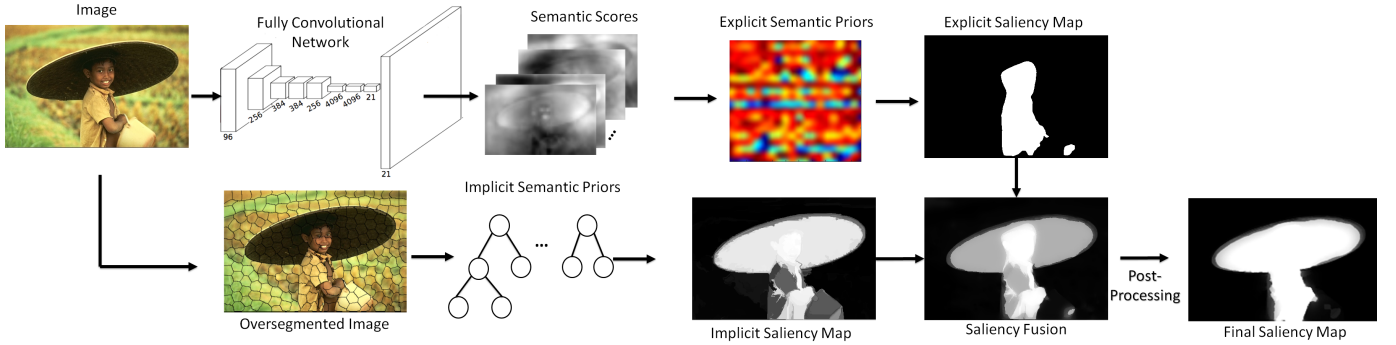 Image
Fully Convolutional
Network
Semantic Scores
Explicit Semantic Priors
Explicit Saliency Map
96
256
384
384
256
4096
4096
21
21
...
Implicit Semantic Priors
...
Oversegmented Image
Implicit Saliency Map
Saliency Fusion
Post-
Processing
Final Saliency Map